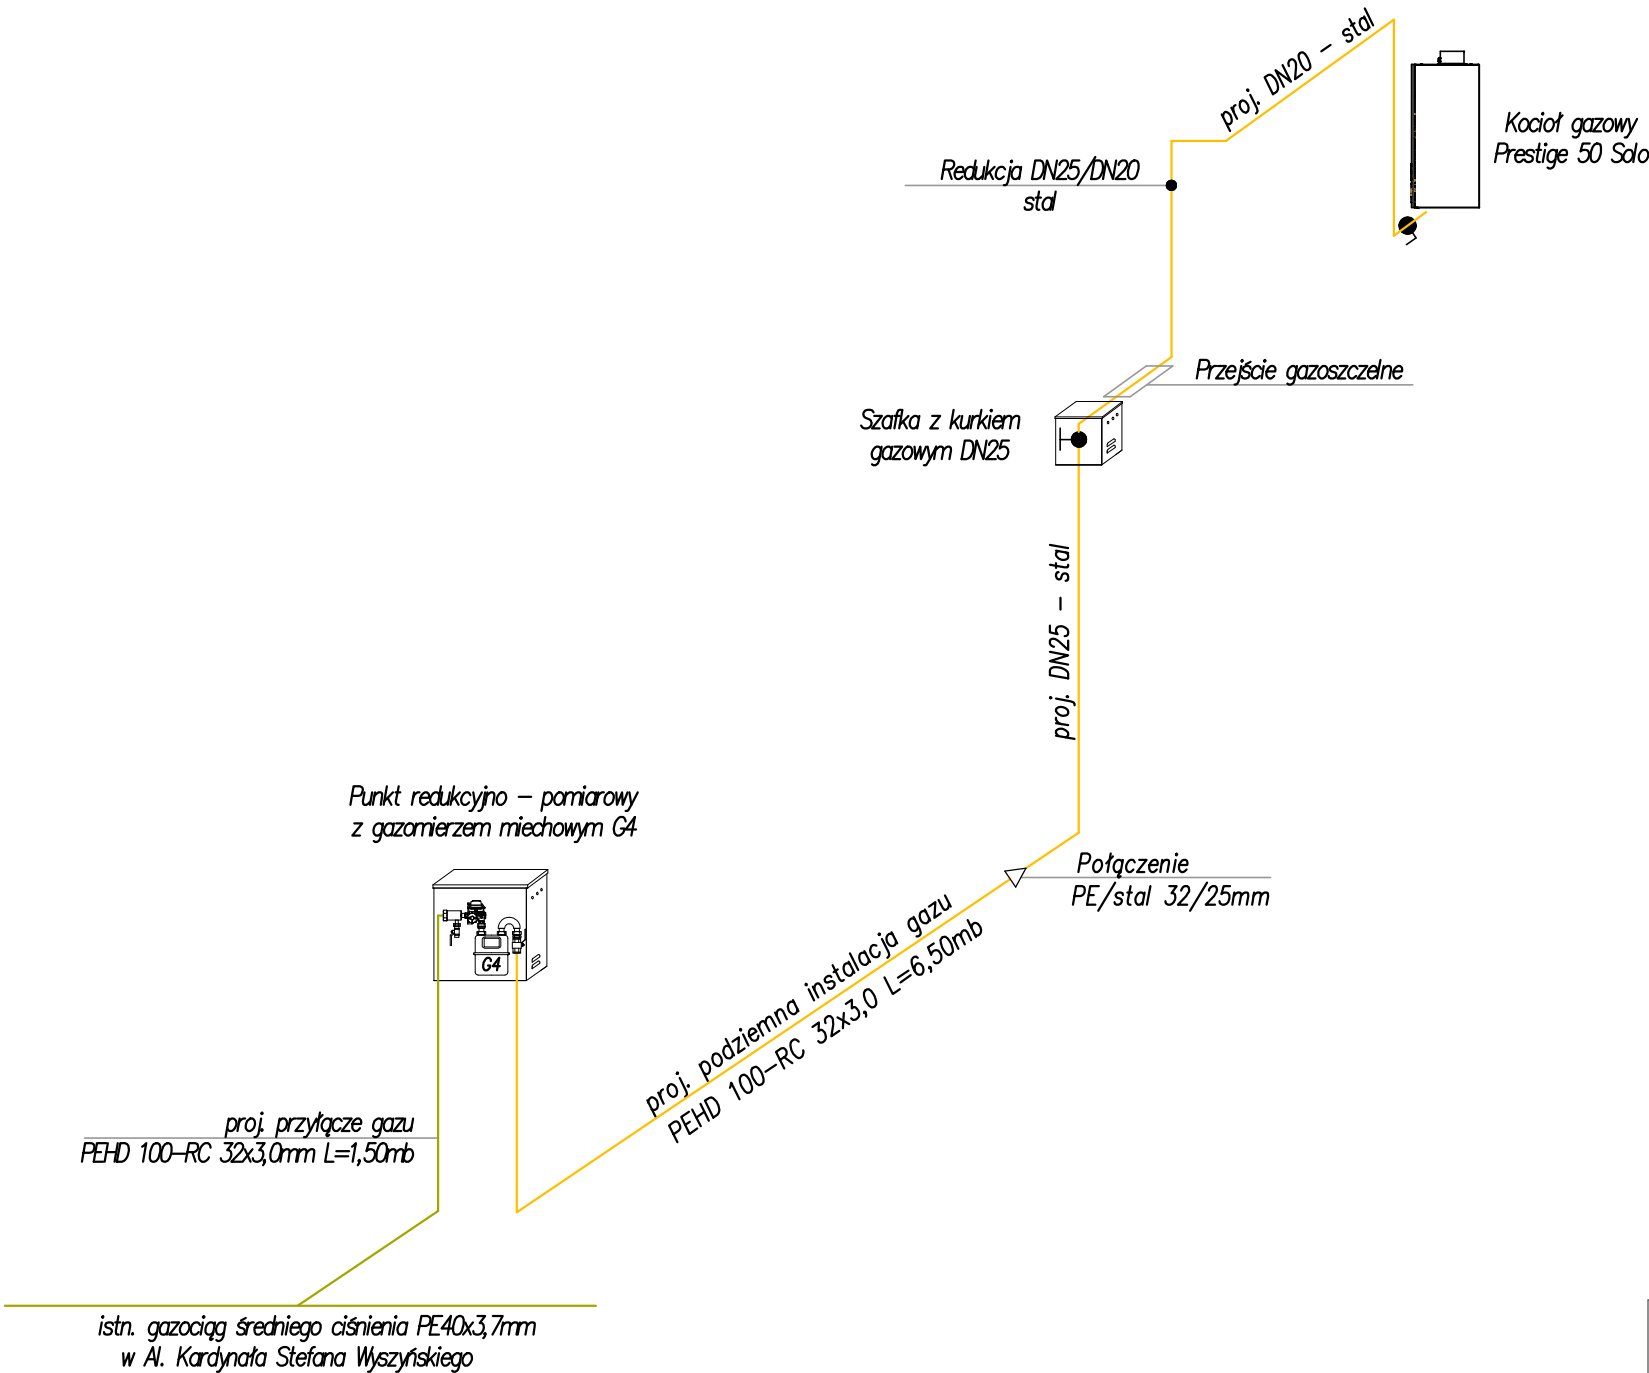 proj. DN20 – stal
Kocioł gazowy
Prestige 50 Solo
Redukcja DN25/DN20
stal
Przejście gazoszczelne
Szafka z kurkiem
gazowym DN25
proj. DN25 – stal
Punkt redukcyjno – pomiarowy
z gazomierzem miechowym G4
Połączenie
PE/stal 32/25mm
G4
proj. podziemna instalacja gazu
PEHD 100–RC 32x3,0 L=6,50mb
proj. przyłącze gazu
PEHD 100–RC 32x3,0mm L=1,50mb
istn. gazociąg średniego ciśnienia PE40x3,7mm
w Al. Kardynała Stefana Wyszyńskiego